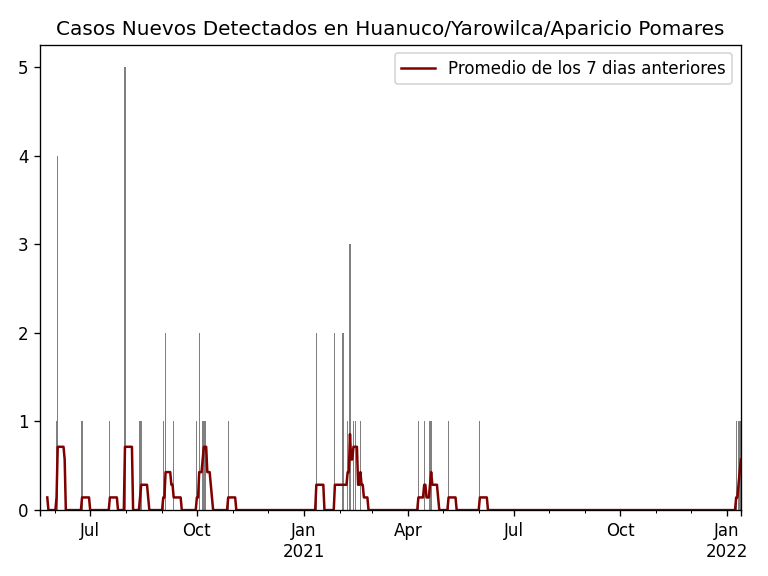 Casos Nuevos Detectados en Huanuco/Yarowilca/Aparicio Pomares
Promedio de los 7 dias anteriores
5
4
3
2
1
0
Jul Oct Jan Apr Jul Oct Jan
2021 2022